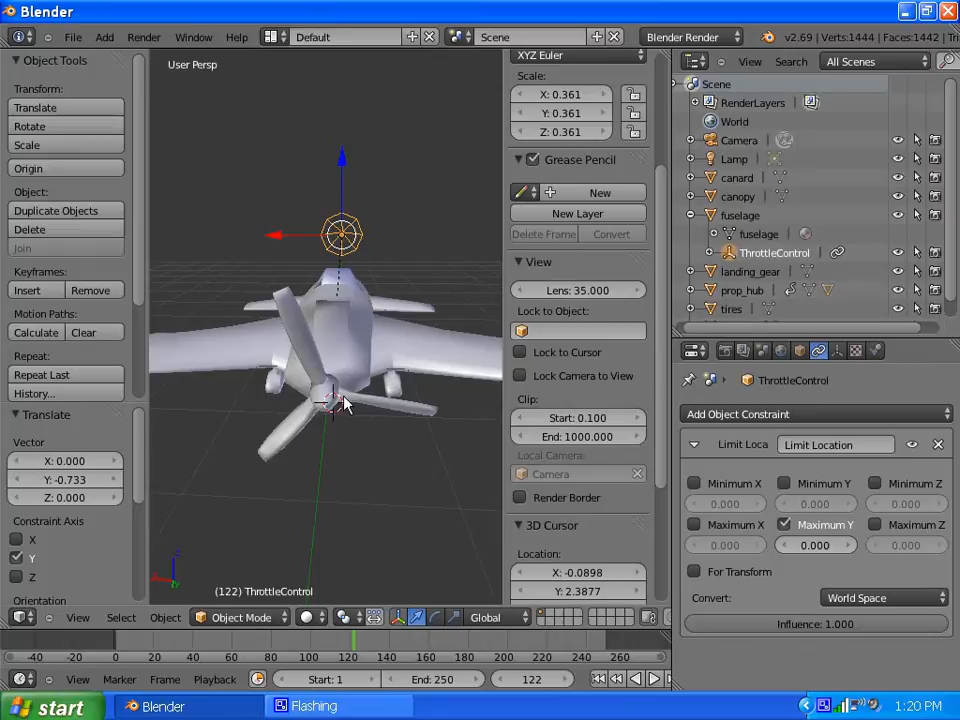 Blender
File Add Render Window Help
Default
Scene
Blender Render
v2.69 | Verts:1444 | Faces:1442 | Tri
Object Tools
Transform:
Translate
Rotate
Scale
Origin
Object:
Duplicate Objects
Delete
Join
Keyframes:
Insert Remove
Motion Paths:
Calculate Clear
Repeat:
Repeat Last
History...
Translate
Vector
X: 0.000
Y: -0.733
Z: 0.000
Constraint Axis
X
Y
Z
Orientation
User Persp
(122) ThrottleControl
XYZ Euler
Scale:
X: 0.361
Y: 0.361
Z: 0.361
Grease Pencil
New
New Layer
Delete Frame Convert
View
Lens: 35.000
Lock to Object:
Lock to Cursor
Lock Camera to View
Clip:
Start: 0.100
End: 1000.000
Local Camera:
Camera
Render Border
3D Cursor
Location:
X: -0.0898
Y: 2.3877
View Search All Scenes
Scene
RenderLayers
World
Camera
Lamp
canard
canopy
fuselage
fuselage
ThrottleControl
landing_gear
prop_hub
tires
ThrottleControl
Add Object Constraint
Limit Loca Limit Location
Minimum X Minimum Y Minimum Z
0.000 0.000 0.000
Maximum X Maximum Y Maximum Z
0.000 0.000 0.000
For Transform
Convert: World Space
Influence: 1.000
View Select Object Object Mode Global
-40 -20 0 20 40 60 80 100 120 140 160 180 200 220 240 260
View Marker Frame Playback Start: 1 End: 250 122
start Blender Flashing 1:20 PM